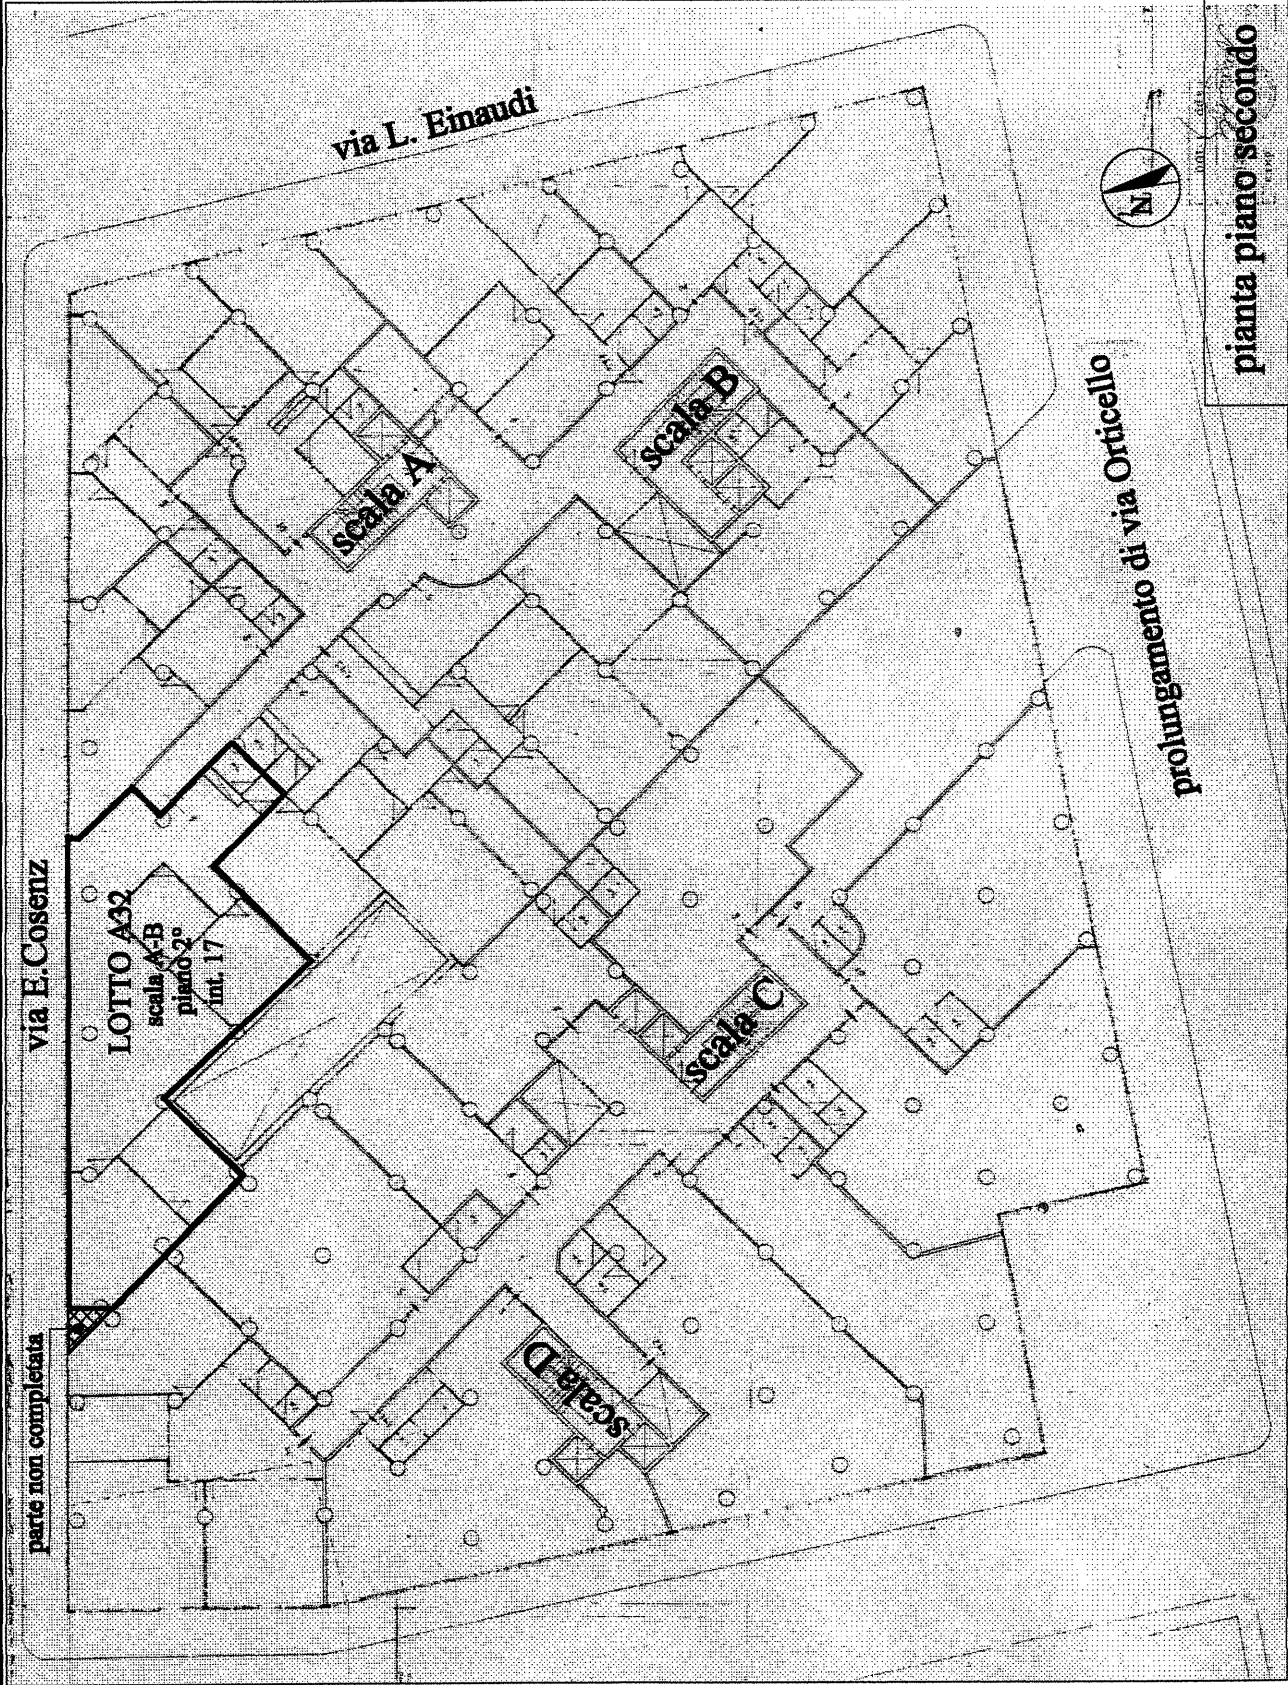 via E.Cosenz
parte non completata
LOTTO A32
scala A-B
piano 2°
int. 17
via L. Einaudi
scala A
scala B
scala C
scala D
prolungamento di via Orticello
N
pianta piano secondo